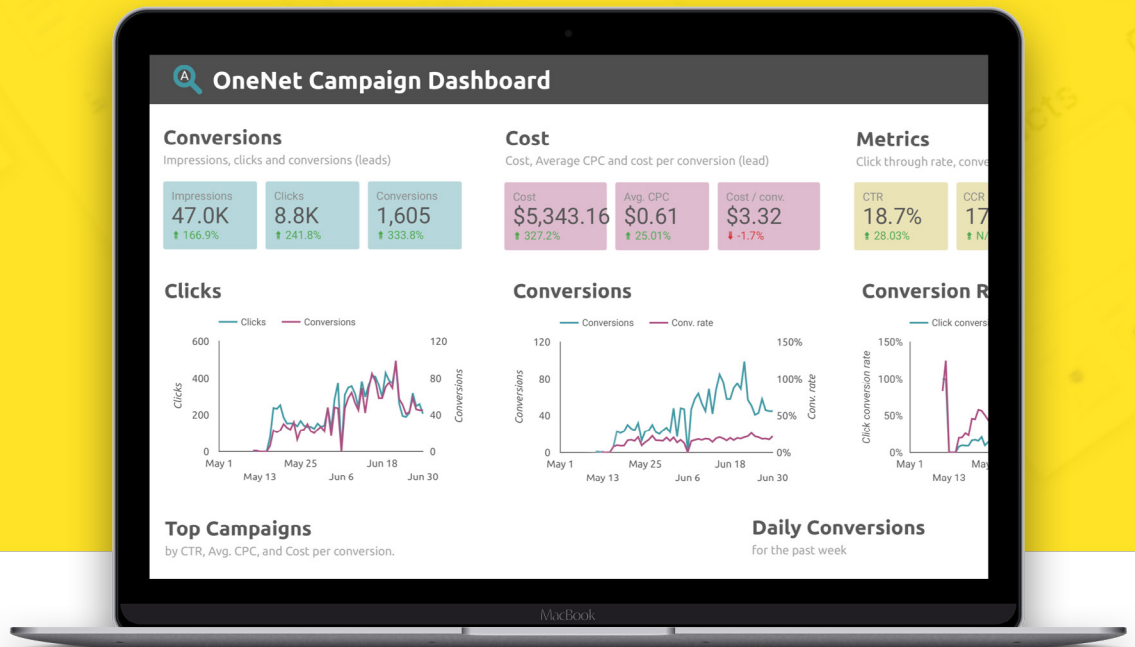 A
OneNet Campaign Dashboard
Conversions
Impressions, clicks and conversions (leads)
Impressions
47.0K
166.9%
Clicks
8.8K
241.8%
Conversions
1,605
333.8%
Cost
Cost, Average CPC and cost per conversion (lead)
Cost
$5,343.16
327.2%
Avg. CPC
$0.61
25.01%
Cost / conv.
$3.32
-1.7%
Metrics
Click through rate, conve
CTR
18.7%
28.03%
CCR
17
N/
Clicks
Clicks
Conversions
600
400
200
0
Clicks
120
80
40
0
Conversions
May 1
May 25
Jun 18
May 13
Jun 6
Jun 30
Conversions
Conversions
Conv. rate
120
80
40
0
Conversions
150%
100%
50%
0%
Conv. rate
May 1
May 25
Jun 18
May 13
Jun 6
Jun 30
Conversion R
Click convers
150%
100%
50%
0%
Click conversion rate
May 1
May
May 13
Top Campaigns
by CTR, Avg. CPC, and Cost per conversion.
Daily Conversions
for the past week
MacBook